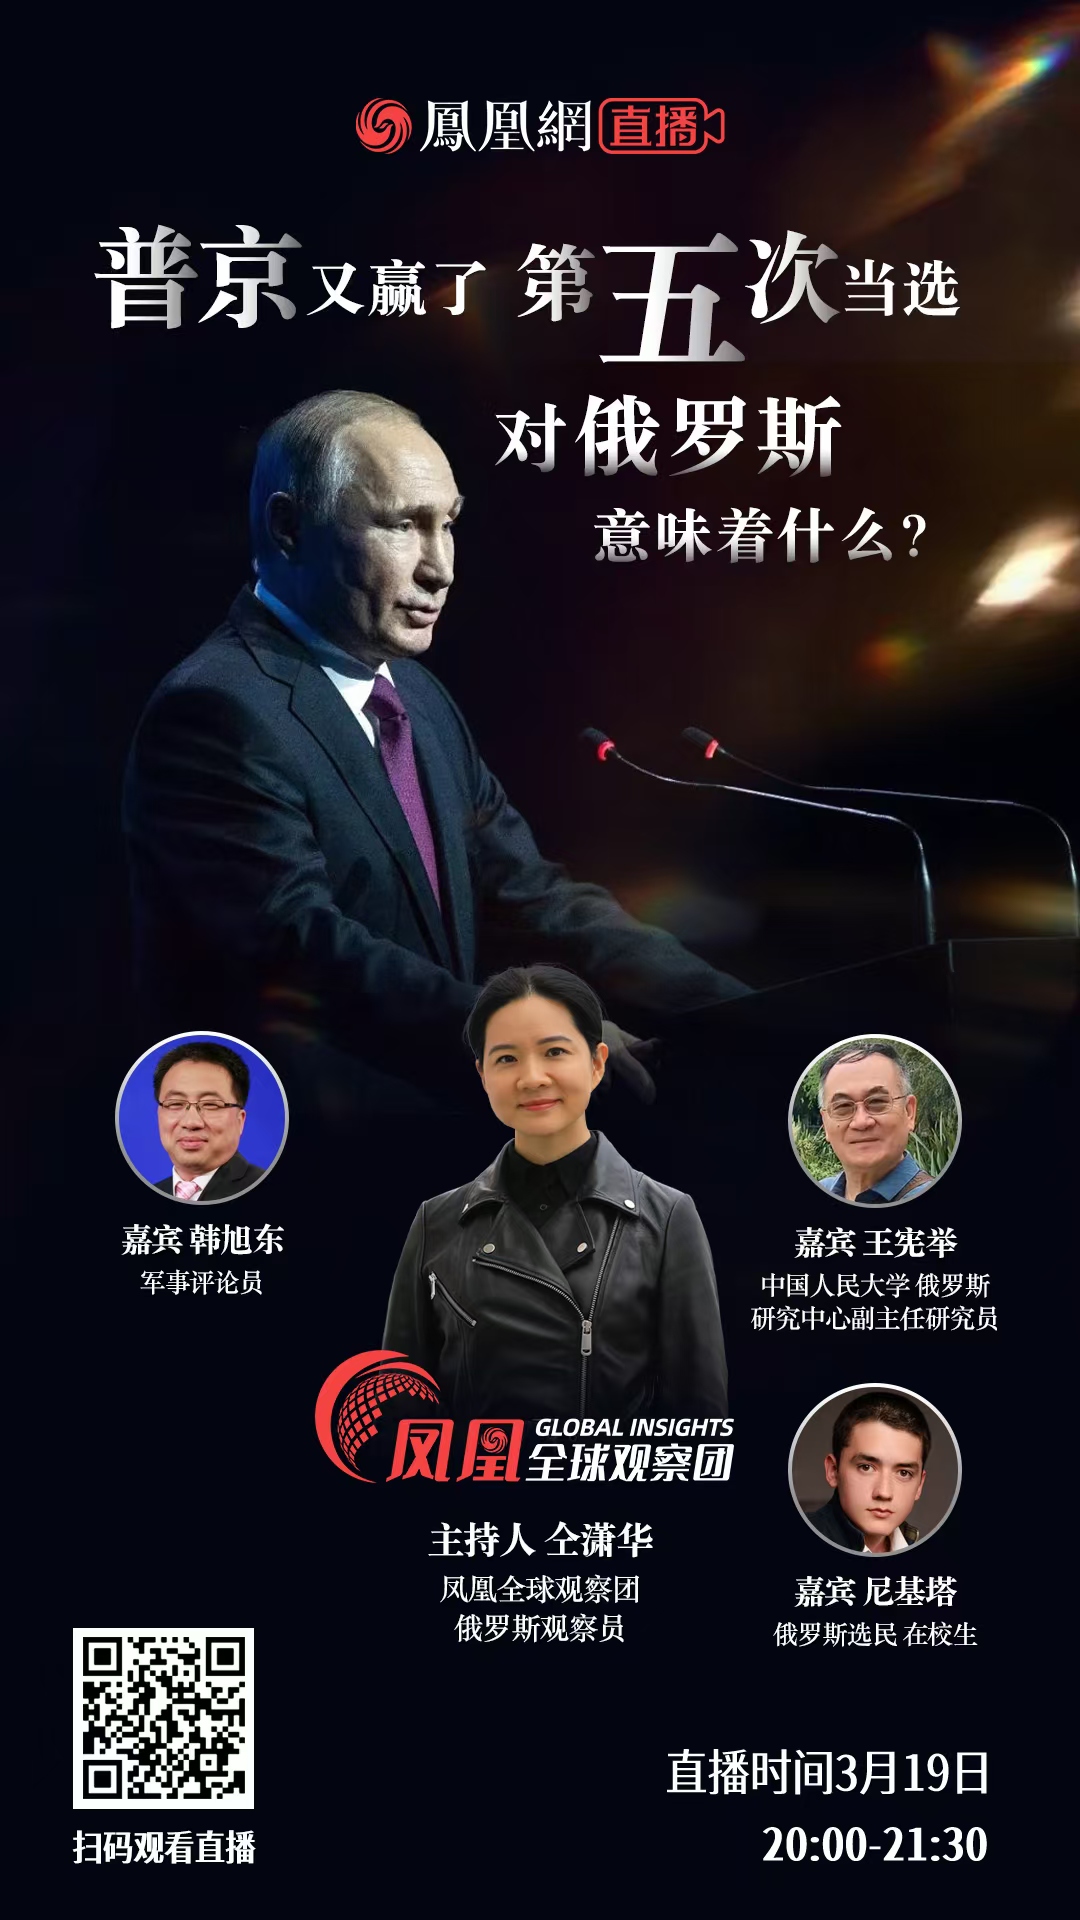 鳳凰網直播
普京又赢了 第五次当选
对俄罗斯
意味着什么？
嘉宾 韩旭东
军事评论员
嘉宾 王宪举
中国人民大学 俄罗斯
研究中心副主任研究员
GLOBAL INSIGHTS
凤凰全球观察团
主持人 仝潇华
凤凰全球观察团
俄罗斯观察员
嘉宾 尼基塔
俄罗斯选民 在校生
扫码观看直播
直播时间3月19日
20:00-21:30